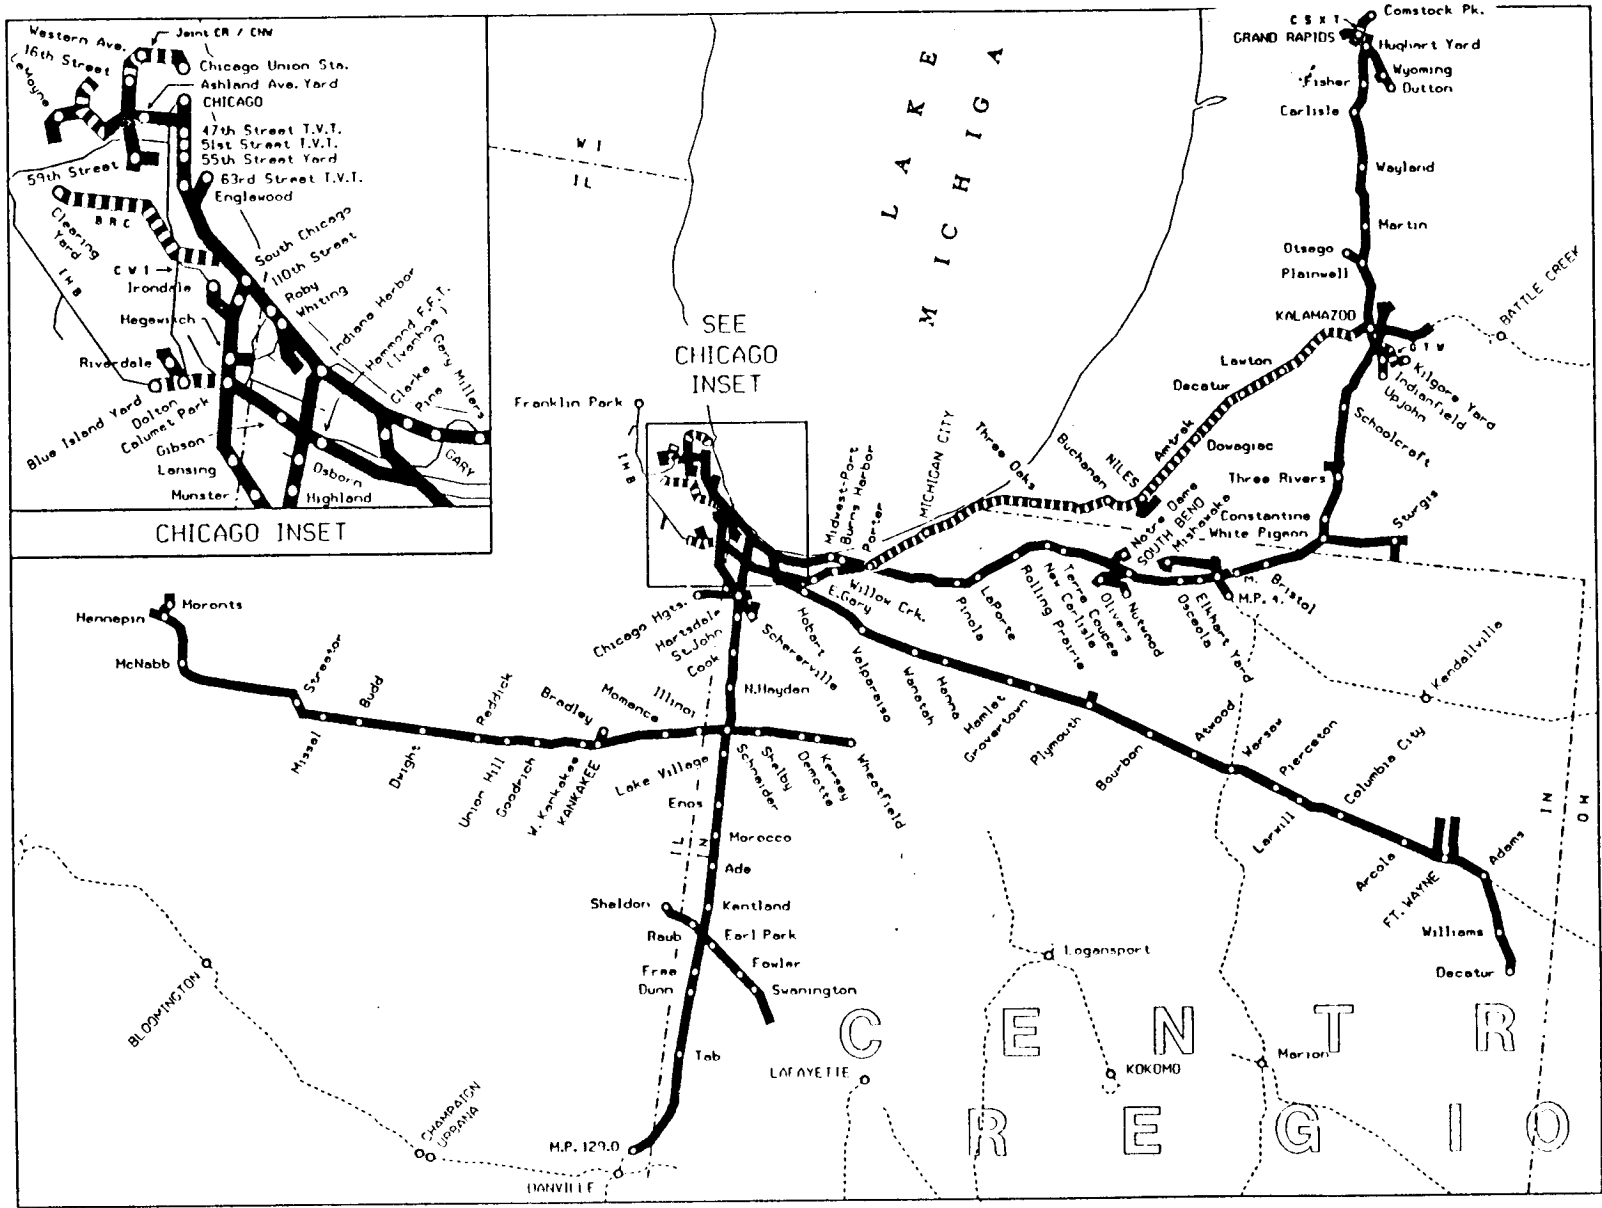 Western Ave.
Joint CR / CNW
16th Street
LeMoyne
Chicago Union Sta.
Ashland Ave. Yard
CHICAGO
47th Street T.V.T.
51st Street T.V.T.
55th Street Yard
63rd Street T.V.T.
59th Street
Englewood
Clearing
Yard
BRC
IHB
South Chicago
110th Street
Roby
Whiting
Indiana Harbor
Hammond F.F.T.
(Ivanhoe)
Gary Millers
Clarke
Pine
GARY
CWI
Irondale
Hegewisch
Riverdale
Blue Island Yard
Dolton
Calumet Park
Gibson
Lansing
Munster
Osborn
Highland
CHICAGO INSET
WI
IL
LAKE
MICHIGA
SEE
CHICAGO
INSET
Franklin Park
IHB
CSXT
Comstock Pk.
GRAND RAPIDS
Hughart Yard
Wyoming
Fisher
Dutton
Carlisle
Wayland
Martin
Otsego
Plainwell
KALAMAZOO
BATTLE CREEK
GTW
Kilgore Yard
Indianfield
Upjohn
Lawton
Decatur
Schoolcraft
Amtrak
Dowagiac
NILES
Buchanan
Three Oaks
MICHIGAN CITY
Three Rivers
Constantine
White Pigeon
Sturgis
Midwest-Port
Burns Harbor
Porter
Notre Dame
SOUTH BEND
Mishawaka
Willow Crk.
E.Gary
Hobart
Pinola
LaPorte
Rolling Prairie
New Carlisle
Terre Coupee
Olivers
Nutwood
Osceola
Elkhart Yard
M.
M.P. 4.
Bristol
Kendallville
Chicago Hgts.
Hartsdale
St.John
Cook
Schererville
N.Hayden
Valparaiso
Wanatah
Hanna
Hamlet
Grovertown
Plymouth
Bourbon
Atwood
Warsaw
Pierceton
Larwill
Columbia City
Arcola
FT. WAYNE
Adams
Williams
Decatur
IN
OH
Hennepin
Moronts
McNabb
Streator
Missal
Budd
Dwight
Reddick
Union Hill
Goodrich
W. Kankakee
KANKAKEE
Bradley
Momence
Illinoi
Lake Village
Schneider
Shelby
Demotte
Kersey
Wheatfield
Enos
Morocco
IL
IN
Ade
Sheldon
Kentland
Raub
Earl Park
Free
Fowler
Dunn
Swanington
Tab
M.P. 129.0
DANVILLE
BLOOMINGTON
CHAMPAIGN
URBANA
LAFAYETTE
Logansport
KOKOMO
Marion
CENTR
REGIO